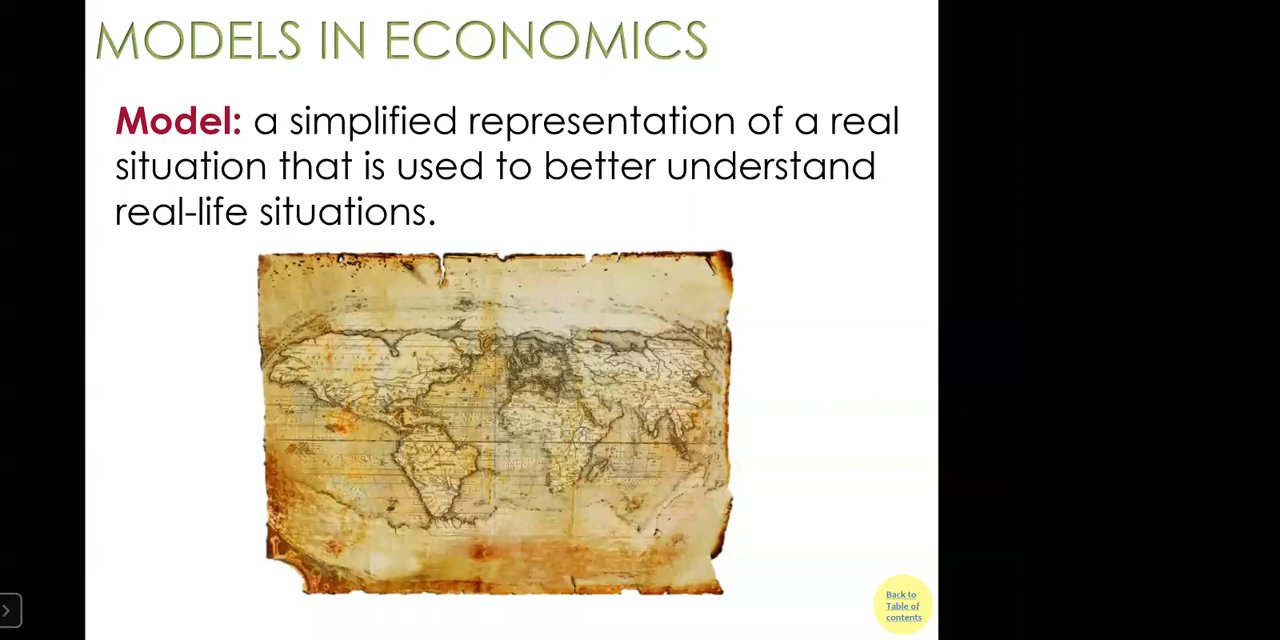 MODELS IN ECONOMICS
Model: a simplified representation of a real
situation that is used to better understand
real-life situations.
Back to
Table of
contents